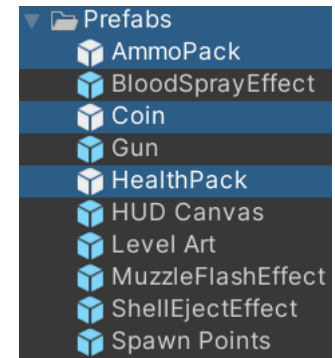 Prefabs
AmmoPack
BloodSprayEffect
Coin
Gun
HealthPack
HUD Canvas
Level Art
MuzzleFlashEffect
ShellEjectEffect
Spawn Points